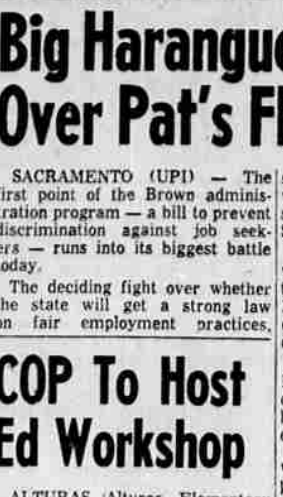 Big Harangu
Over Pat's F
SACRAMENTO (UPI) — The
first point of the Brown adminis-
tration program — a bill to prevent
discrimination against job seek-
ers — runs into its biggest battle
today.
The deciding fight over whether
the state will get a strong law
on fair employment practices,
COP To Host
Ed Workshop
ALTURAS